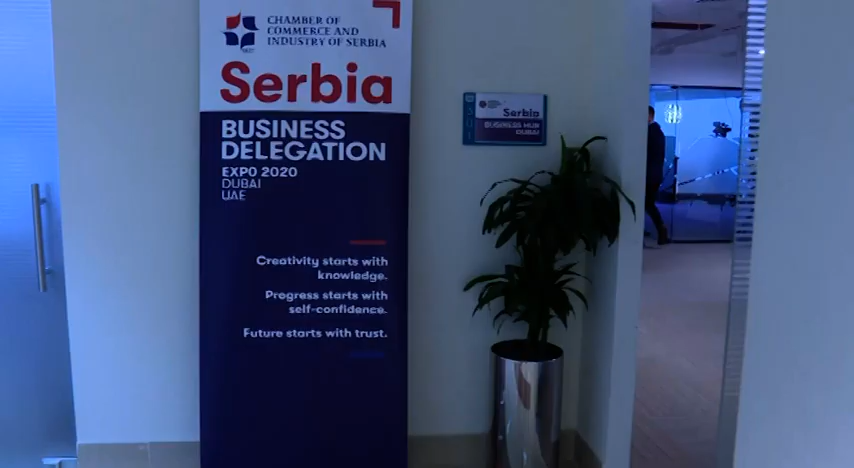 CHAMBER OF
COMMERCE AND
INDUSTRY OF SERBIA
Serbia
BUSINESS
DELEGATION
EXPO 2020
DUBAI
UAE
Creativity starts with
knowledge.
Progress starts with
self-confidence.
Future starts with trust.
Serbia
BUSINESS HUB
DUBAI